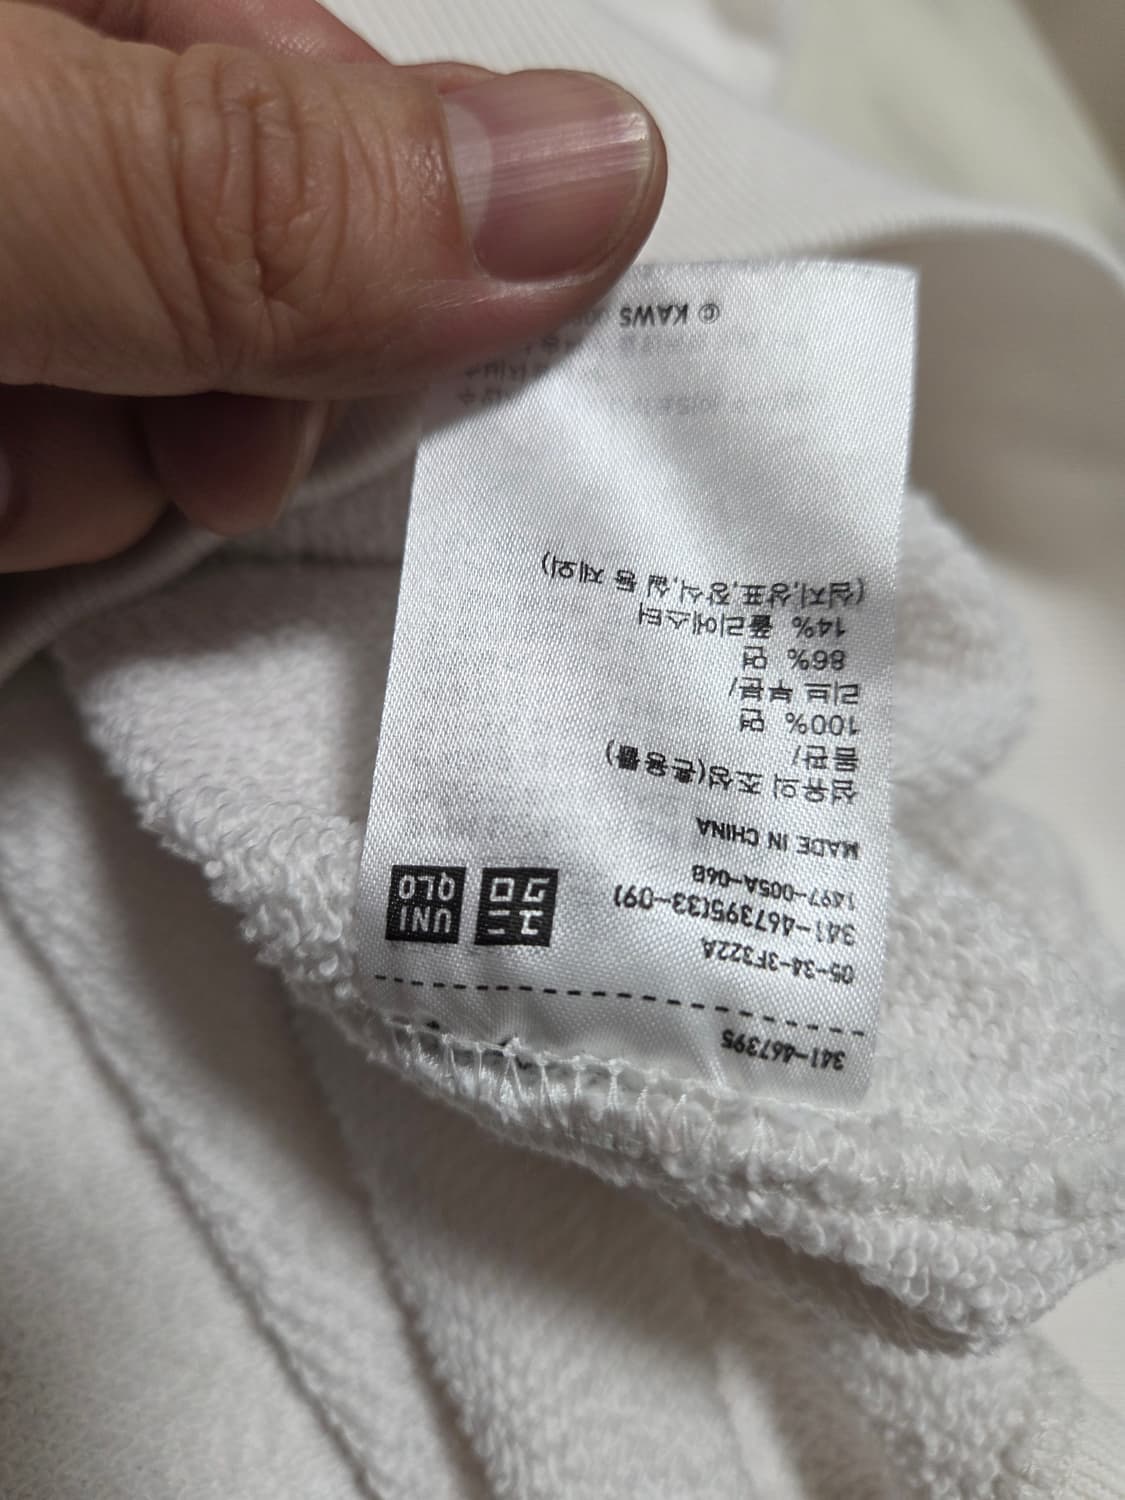 341-467395
05-34-3F322A
341-467395(33-09)
1497-005A-06B
MADE IN CHINA
ユニクロ
UNIQLO
섬유의 조성(혼용률)
몸판/
100% 면
리브 부분/
86% 면
14% 폴리에스터
(심지,상표,장식,실 등 제외)
© KAWS